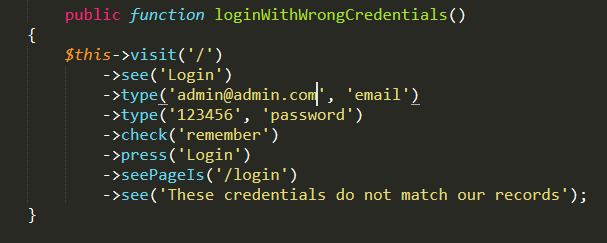 public function loginWithWrongCredentials()
{
$this->visit('/')
->see('Login')
->type('admin@admin.com', 'email')
->type('123456', 'password')
->check('remember')
->press('Login')
->seePageIs('/login')
->see('These credentials do not match our records');
}